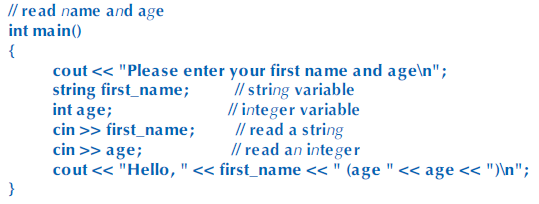 // read name and age
int main()
{
cout << "Please enter your first name and age\n";
string first_name; // string variable
int age; // integer variable
cin >> first_name; // read a string
cin >> age; // read an integer
cout << "Hello, " << first_name << " (age " << age << ")\n";
}